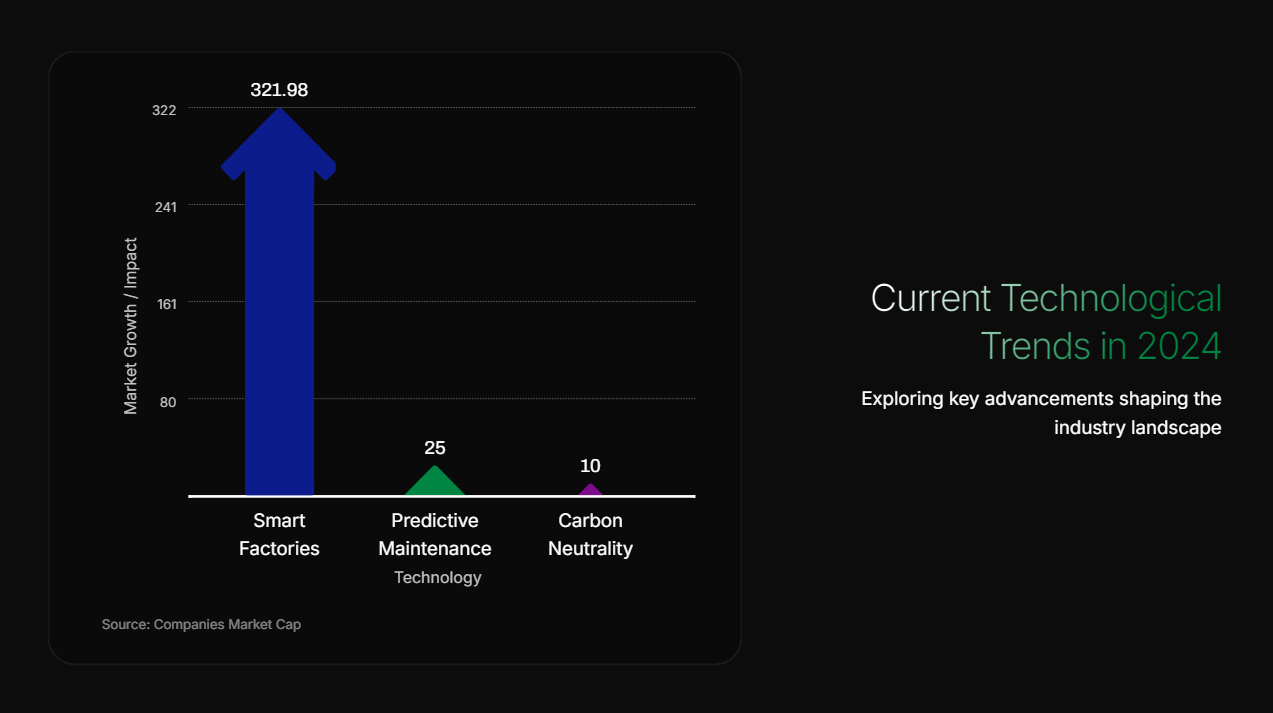 321.98
322
241
161
80
Market Growth / Impact
25
10
Smart
Factories
Predictive
Maintenance
Carbon
Neutrality
Technology
Source: Companies Market Cap
Current Technological
Trends in 2024
Exploring key advancements shaping the
industry landscape